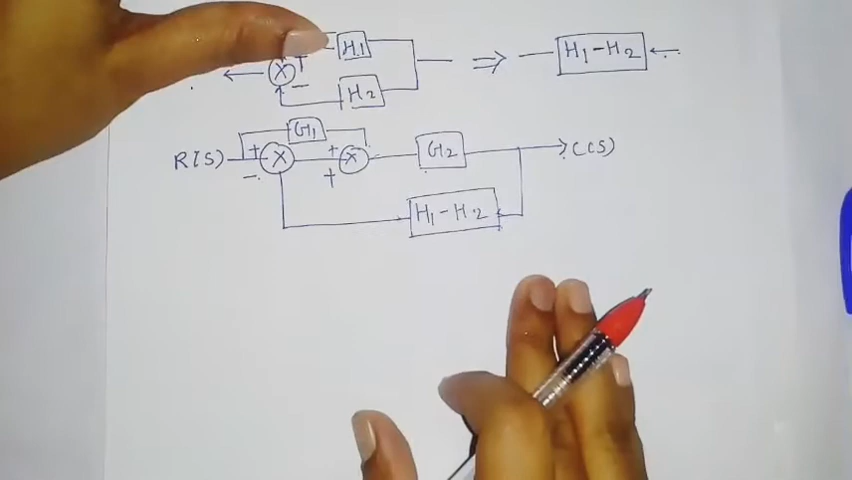 + H1 ⇒ H1-H2
X
- H2
G1
R(S) + X + X G2 C(S)
- +
H1-H2